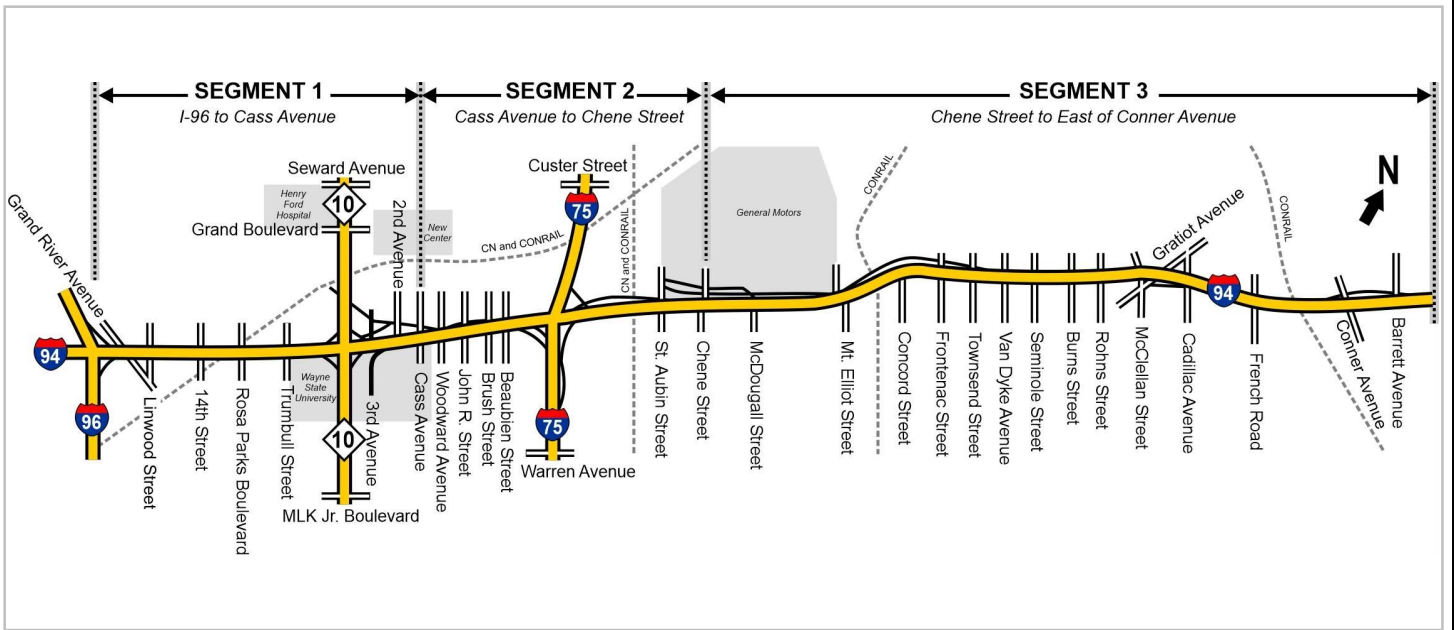 SEGMENT 1
I-96 to Cass Avenue
SEGMENT 2
Cass Avenue to Chene Street
SEGMENT 3
Chene Street to East of Conner Avenue
Seward Avenue
Henry
Ford
Hospital
10
Grand Boulevard
2nd Avenue
New
Center
CN and CONRAIL
Custer Street
75
CN and CONRAIL
General Motors
CONRAIL
Gratiot Avenue
CONRAIL
N
Grand River Avenue
94
96
94
Linwood Street
14th Street
Rosa Parks Boulevard
Trumbull Street
Wayne
State
University
10
3rd Avenue
MLK Jr. Boulevard
Cass Avenue
Woodward Avenue
John R. Street
Brush Street
Beaubien Street
75
Warren Avenue
St. Aubin Street
Chene Street
McDougall Street
Mt. Elliot Street
Concord Street
Frontenac Street
Townsend Street
Van Dyke Avenue
Seminole Street
Burns Street
Rohns Street
McClellan Street
Cadillac Avenue
French Road
Conner Avenue
Barrett Avenue